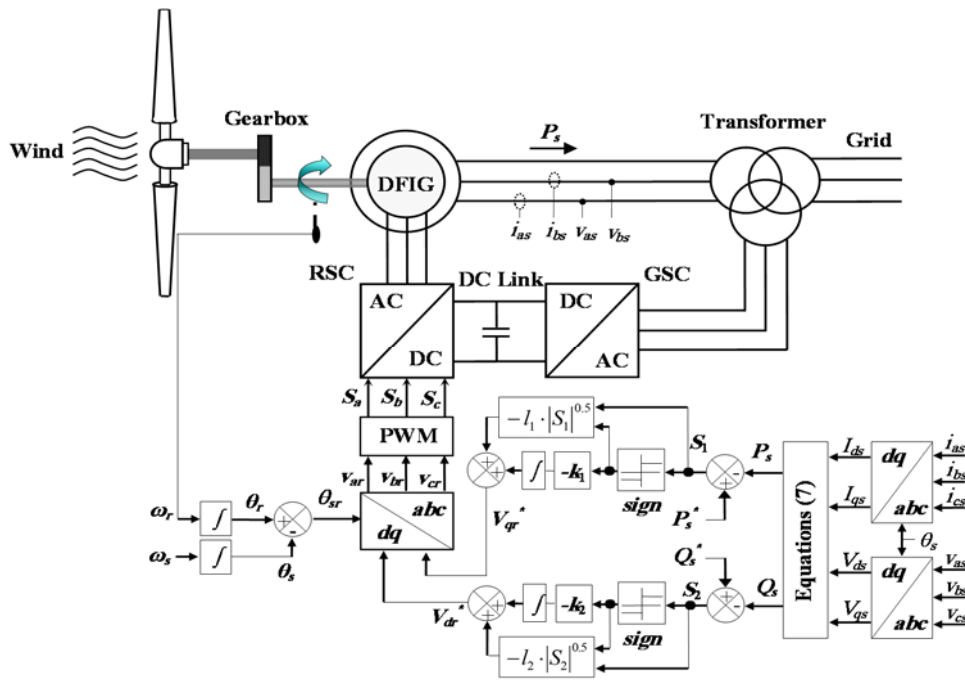 Wind
Gearbox
DFIG
P_s
Transformer
Grid
i_as
i_bs
v_as
v_bs
RSC
DC Link
GSC
AC
DC
DC
AC
S_a
S_b
S_c
PWM
v_ar
v_br
v_cr
abc
dq
ω_r
∫
θ_r
+
-
θ_sr
ω_s
∫
θ_s
-l_1·|S_1|^0.5
+
+
∫
-k_1
sign
S_1
-
+
P_s
P_s^*
V_qr^*
V_dr^*
+
+
∫
-k_2
sign
S_2
+
-
Q_s^*
Q_s
-l_2·|S_2|^0.5
Equations (7)
I_ds
I_qs
dq
abc
i_as
i_bs
i_cs
θ_s
V_ds
V_qs
dq
abc
v_as
v_bs
v_cs